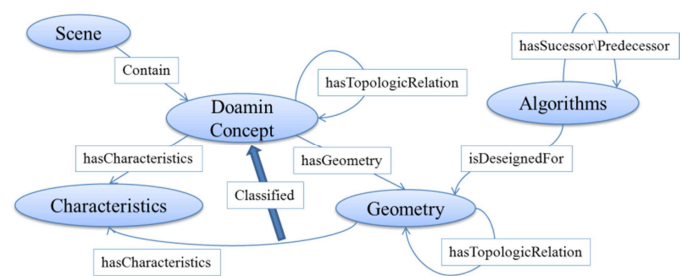 Scene
hasSucessor\Predecessor
Contain
hasTopologicRelation
Doamin
Concept
Algorithms
hasCharacteristics
hasGeometry
isDeseignedFor
Classified
Characteristics
Geometry
hasCharacteristics
hasTopologicRelation